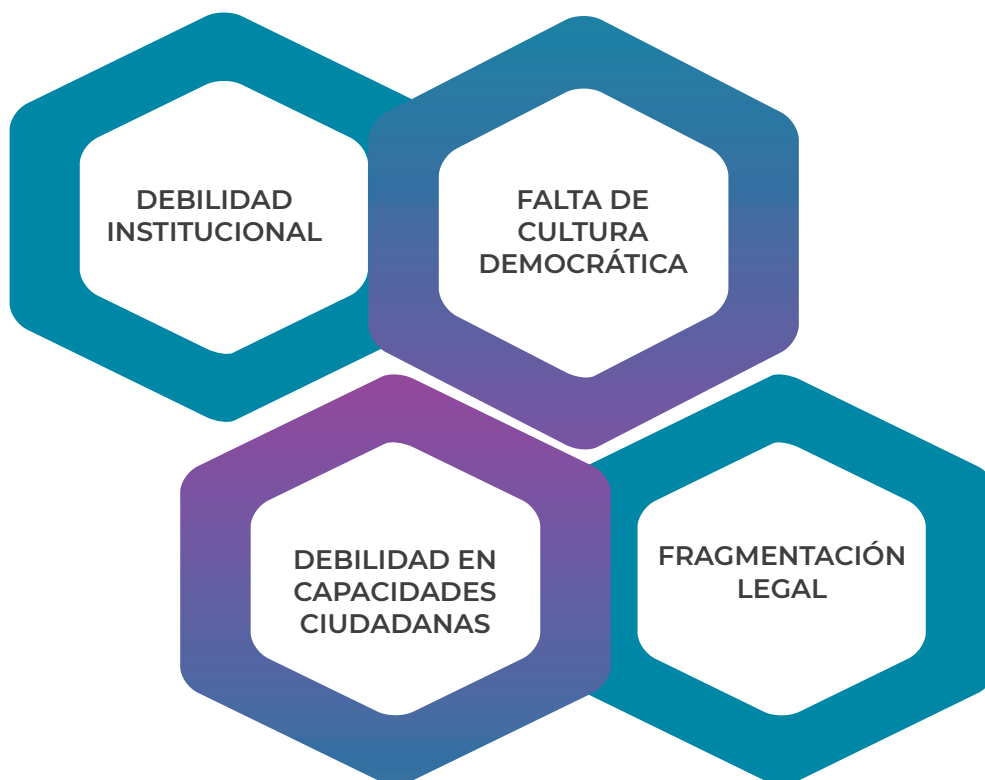 DEBILIDAD
INSTITUCIONAL
FALTA DE
CULTURA
DEMOCRÁTICA
DEBILIDAD EN
CAPACIDADES
CIUDADANAS
FRAGMENTACIÓN
LEGAL